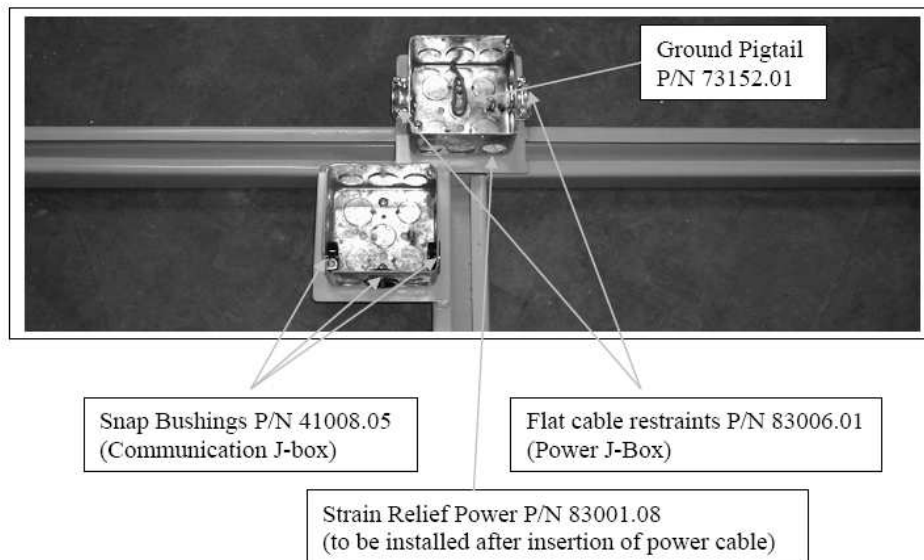 Ground Pigtail
P/N 73152.01
Snap Bushings P/N 41008.05
(Communication J-box)
Flat cable restraints P/N 83006.01
(Power J-Box)
Strain Relief Power P/N 83001.08
(to be installed after insertion of power cable)